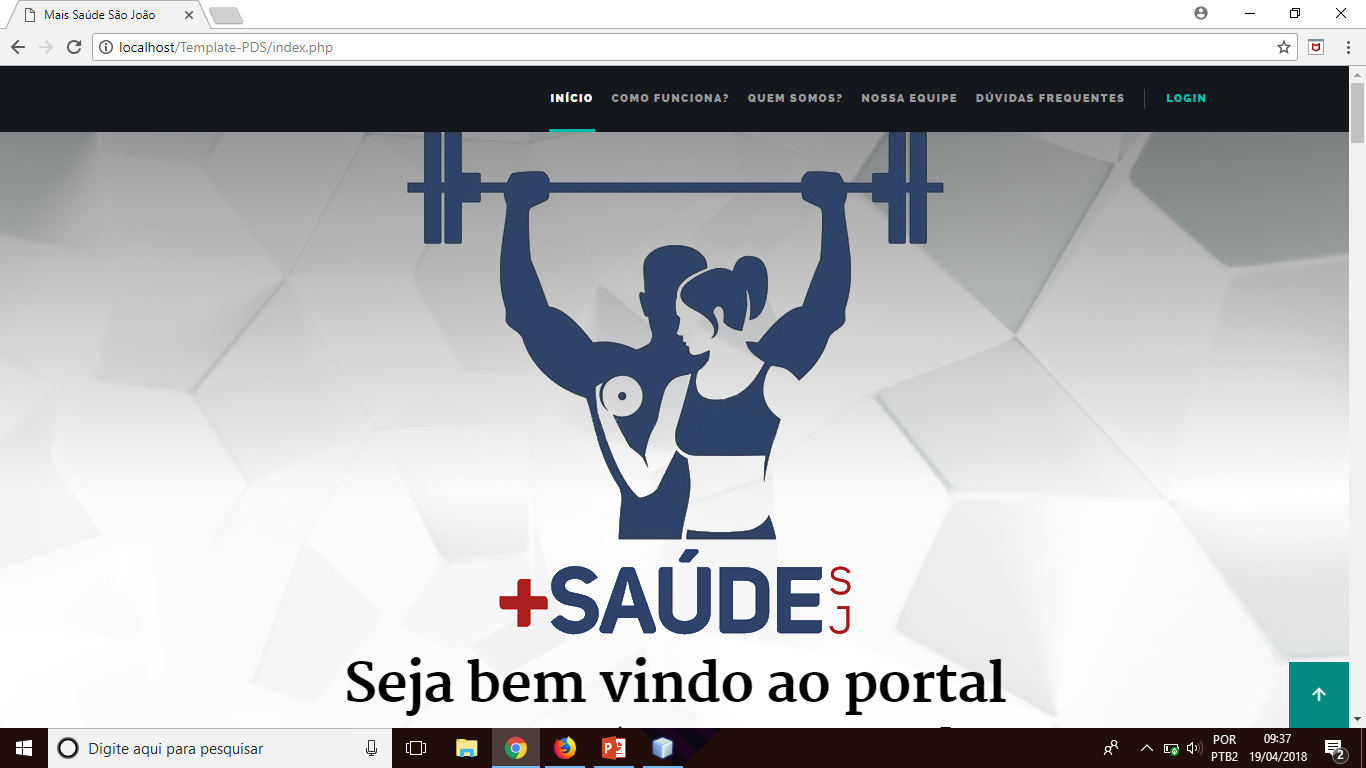 Mais Saúde São João
localhost/Template-PDS/index.php
INÍCIO COMO FUNCIONA? QUEM SOMOS? NOSSA EQUIPE DÚVIDAS FREQUENTES LOGIN
+SAÚDE SJ
Seja bem vindo ao portal
Digite aqui para pesquisar
POR
PTB2
09:37
19/04/2018
2